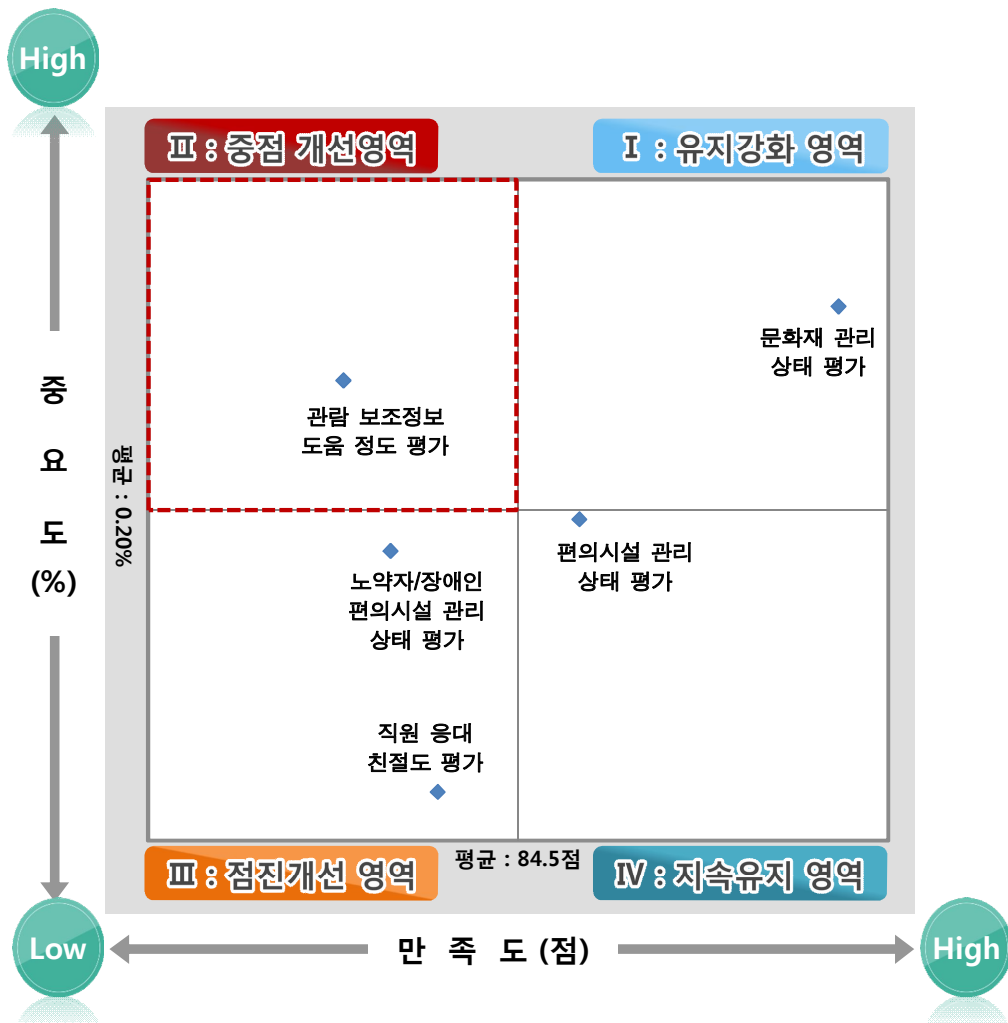 High
Ⅱ : 중점 개선영역
Ⅰ : 유지강화 영역
문화재 관리
상태 평가
관람 보조정보
도움 정도 평가
중
요
도
(%)
평균 : 0.20%
편의시설 관리
상태 평가
노약자/장애인
편의시설 관리
상태 평가
직원 응대
친절도 평가
평균 : 84.5점
Ⅲ : 점진개선 영역
Ⅳ : 지속유지 영역
Low
만 족 도 (점)
High